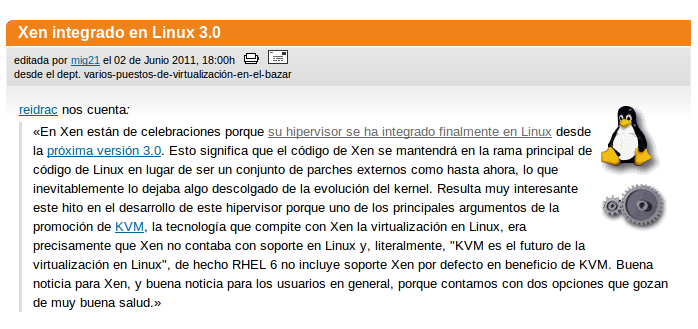 Xen integrado en Linux 3.0
editada por mig21 el 02 de Junio 2011, 18:00h
desde el dept. varios-puestos-de-virtualización-en-el-bazar
reidrac nos cuenta:
«En Xen están de celebraciones porque su hipervisor se ha integrado finalmente en Linux desde
la próxima versión 3.0. Esto significa que el código de Xen se mantendrá en la rama principal de
código de Linux en lugar de ser un conjunto de parches externos como hasta ahora, lo que
inevitablemente lo dejaba algo descolgado de la evolución del kernel. Resulta muy interesante
este hito en el desarrollo de este hipervisor porque uno de los principales argumentos de la
promoción de KVM, la tecnología que compite con Xen la virtualización en Linux, era
precisamente que Xen no contaba con soporte en Linux y, literalmente, "KVM es el futuro de la
virtualización en Linux", de hecho RHEL 6 no incluye soporte Xen por defecto en beneficio de KVM. Buena
noticia para Xen, y buena noticia para los usuarios en general, porque contamos con dos opciones que gozan
de muy buena salud.»